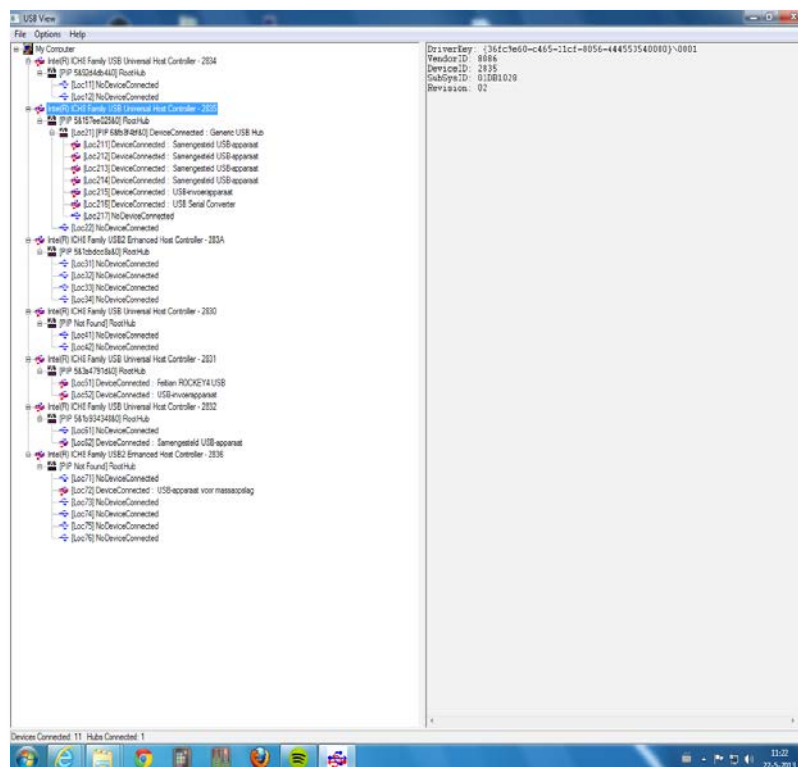 USB View
File Options Help
My Computer
Intel(R) ICH8 Family USB Universal Host Controller - 2834
RootHub
[Loc11] NoDeviceConnected
[Loc12] NoDeviceConnected
Intel(R) ICH8 Family USB Universal Host Controller - 2835
RootHub
DeviceConnected : Generic USB Hub
[Loc211] DeviceConnected : Samengesteld USB-apparaat
[Loc212] DeviceConnected : Samengesteld USB-apparaat
[Loc213] DeviceConnected : Samengesteld USB-apparaat
[Loc214] DeviceConnected : Samengesteld USB-apparaat
[Loc215] DeviceConnected : USB-invoerapparaat
[Loc216] DeviceConnected : USB Serial Converter
[Loc217] NoDeviceConnected
[Loc22] NoDeviceConnected
Intel(R) ICH8 Family USB2 Enhanced Host Controller - 283A
RootHub
[Loc31] NoDeviceConnected
[Loc32] NoDeviceConnected
[Loc33] NoDeviceConnected
[Loc34] NoDeviceConnected
Intel(R) ICH8 Family USB Universal Host Controller - 2830
[PIP Not Found] RootHub
[Loc41] NoDeviceConnected
[Loc42] NoDeviceConnected
Intel(R) ICH8 Family USB Universal Host Controller - 2831
RootHub
[Loc51] DeviceConnected : Feitian ROCKEY4 USB
[Loc52] DeviceConnected : USB-invoerapparaat
Intel(R) ICH8 Family USB Universal Host Controller - 2832
RootHub
[Loc61] NoDeviceConnected
[Loc62] DeviceConnected : Samengesteld USB-apparaat
Intel(R) ICH8 Family USB2 Enhanced Host Controller - 2836
[PIP Not Found] RootHub
[Loc71] NoDeviceConnected
[Loc72] DeviceConnected : USB-apparaat voor massaopslag
[Loc73] NoDeviceConnected
[Loc74] NoDeviceConnected
[Loc75] NoDeviceConnected
[Loc76] NoDeviceConnected
DriverKey: {36fc9e60-c465-11cf-8056-444553540000}\0001
VendorID: 8086
DeviceID: 2835
SubSysID: 01DB1028
Revision: 02
Devices Connected: 11 Hubs Connected: 1
11:22
22-5-2013